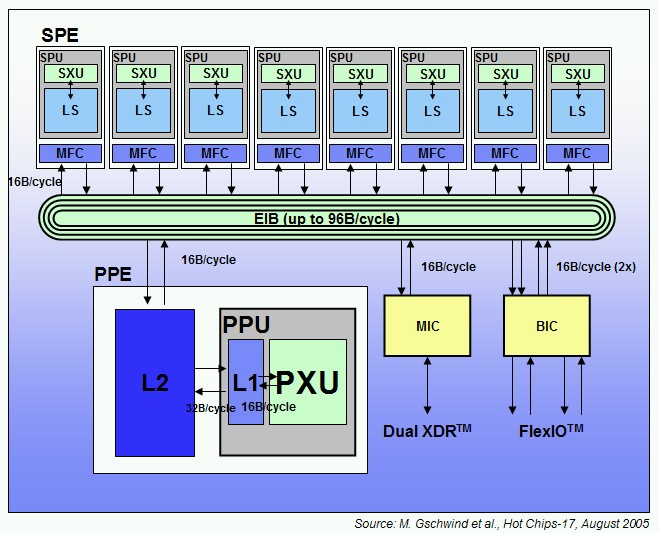 SPE
SPU SPU SPU SPU SPU SPU SPU SPU
SXU SXU SXU SXU SXU SXU SXU SXU
LS LS LS LS LS LS LS LS
MFC MFC MFC MFC MFC MFC MFC MFC
16B/cycle
EIB (up to 96B/cycle)
16B/cycle 16B/cycle 16B/cycle (2x)
PPE
PPU
MIC BIC
L2 L1 PXU
32B/cycle 16B/cycle
Dual XDR™ FlexIO™
Source: M. Gschwind et al., Hot Chips-17, August 2005